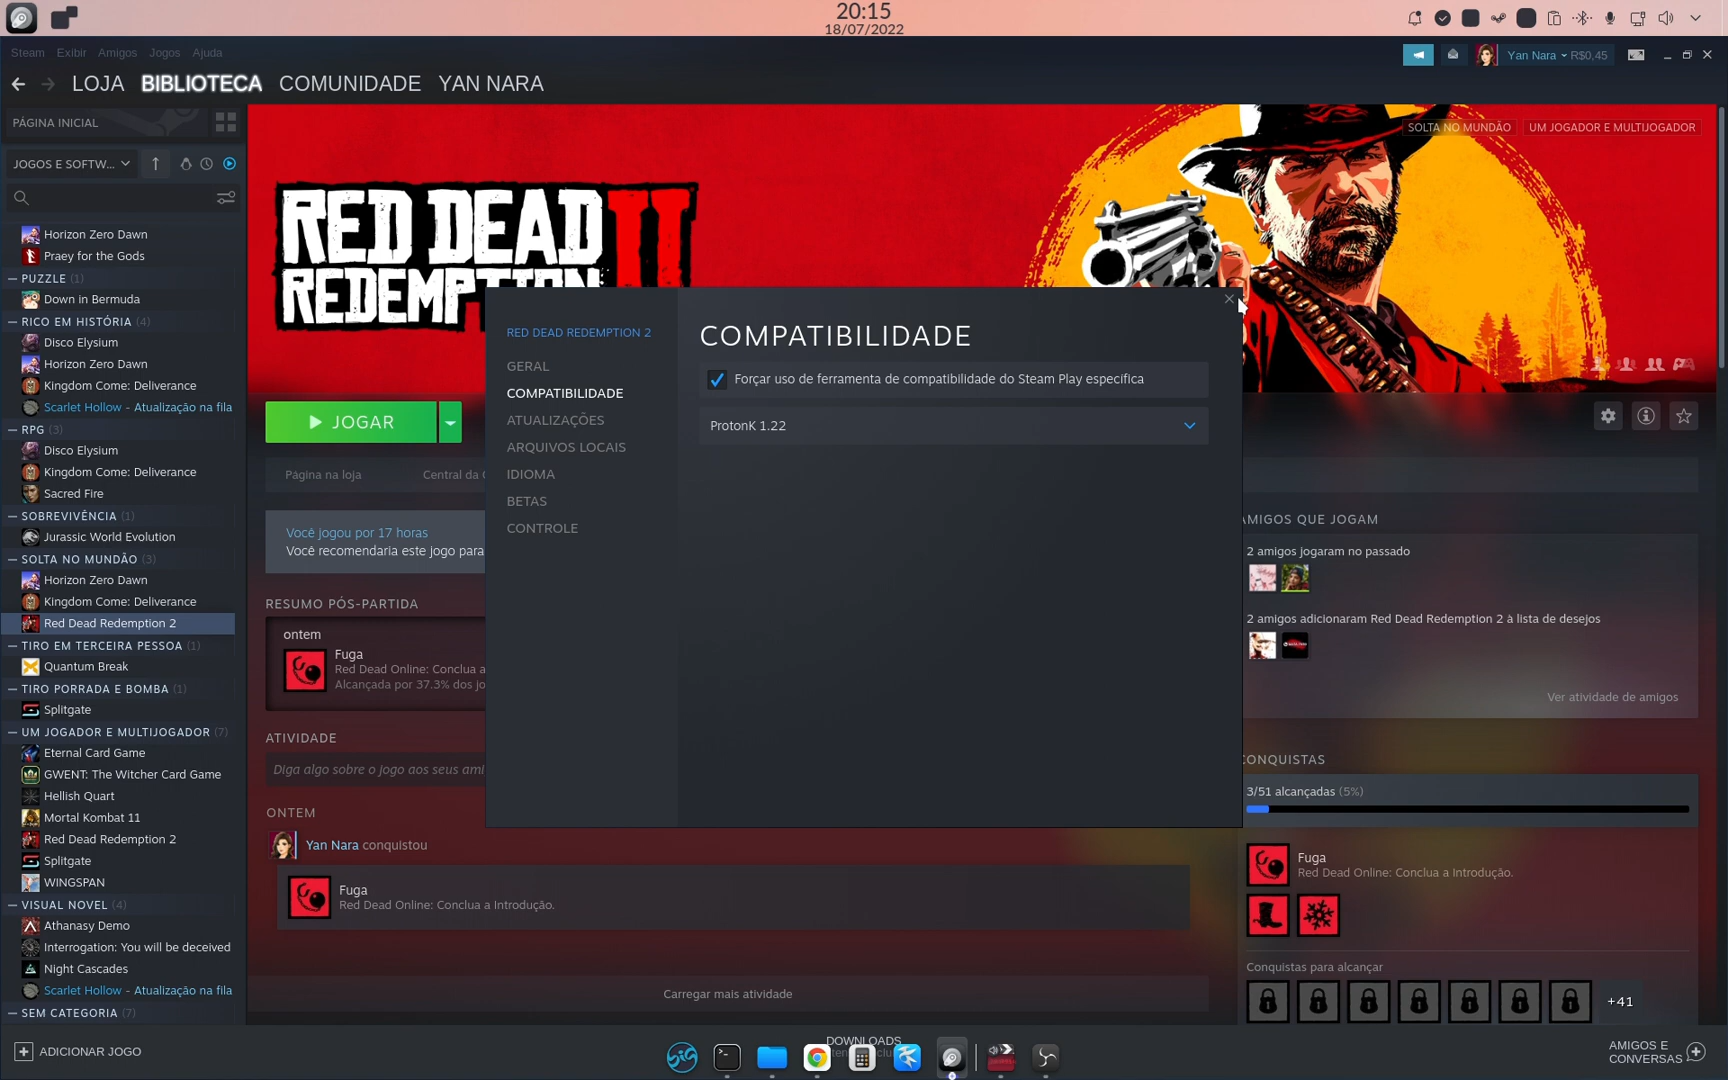 20:15
18/07/2022
Steam Exibir Amigos Jogos Ajuda
Yan Nara R$0,45
LOJA BIBLIOTECA COMUNIDADE YAN NARA
PÁGINA INICIAL
JOGOS E SOFTW...
Horizon Zero Dawn
Praey for the Gods
PUZZLE (1)
Down in Bermuda
RICO EM HISTÓRIA (4)
Disco Elysium
Horizon Zero Dawn
Kingdom Come: Deliverance
Scarlet Hollow - Atualização na fila
RPG (3)
Disco Elysium
Kingdom Come: Deliverance
Sacred Fire
SOBREVIVÊNCIA (1)
Jurassic World Evolution
SOLTA NO MUNDÃO (3)
Horizon Zero Dawn
Kingdom Come: Deliverance
Red Dead Redemption 2
TIRO EM TERCEIRA PESSOA (1)
Quantum Break
TIRO PORRADA E BOMBA (1)
Splitgate
UM JOGADOR E MULTIJOGADOR (7)
Eternal Card Game
GWENT: The Witcher Card Game
Hellish Quart
Mortal Kombat 11
Red Dead Redemption 2
Splitgate
WINGSPAN
VISUAL NOVEL (4)
Athanasy Demo
Interrogation: You will be deceived
Night Cascades
Scarlet Hollow - Atualização na fila
SEM CATEGORIA (7)
ADICIONAR JOGO
SOLTA NO MUNDÃO
UM JOGADOR E MULTIJOGADOR
RED DEAD
REDEMPTION II
JOGAR
Página na loja
Central da C
Você jogou por 17 horas
Você recomendaria este jogo para
RESUMO PÓS-PARTIDA
ontem
Fuga
Red Dead Online: Conclua a
Alcançada por 37.3% dos jo
ATIVIDADE
Diga algo sobre o jogo aos seus ami
ONTEM
Yan Nara conquistou
Fuga
Red Dead Online: Conclua a Introdução.
Carregar mais atividade
RED DEAD REDEMPTION 2
GERAL
COMPATIBILIDADE
ATUALIZAÇÕES
ARQUIVOS LOCAIS
IDIOMA
BETAS
CONTROLE
COMPATIBILIDADE
Forçar uso de ferramenta de compatibilidade do Steam Play específica
ProtonK 1.22
AMIGOS QUE JOGAM
2 amigos jogaram no passado
2 amigos adicionaram Red Dead Redemption 2 à lista de desejos
Ver atividade de amigos
CONQUISTAS
3/51 alcançadas (5%)
Fuga
Red Dead Online: Conclua a Introdução.
Conquistas para alcançar
+41
DOWNLOADS
AMIGOS E
CONVERSAS